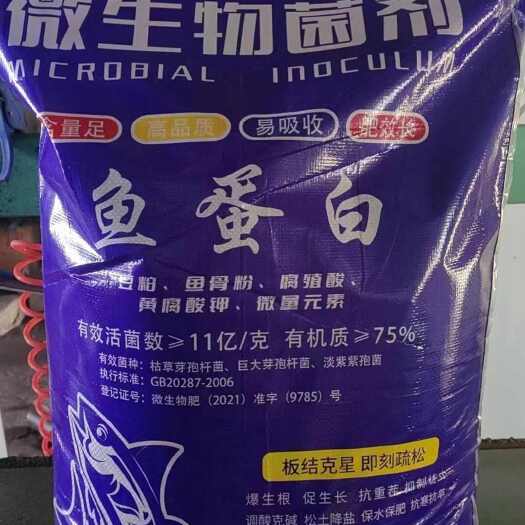 微生物菌剂
MICROBIAL INOCULUM
含量足 高品质 易吸收 肥效长
鱼蛋白
豆粕、鱼骨粉、腐殖酸、
黄腐酸钾、微量元素
有效活菌数≥11亿/克 有机质≥75%
有效菌种：枯草芽孢杆菌、巨大芽孢杆菌、淡紫紫孢菌
执行标准：GB20287-2006
登记证号：微生物肥（2021）准字（9785）号
板结克星 即刻疏松
爆生根 促生长 抗重茬 抑制
调酸克碱 松土降盐 保水保肥 抗寒抗旱